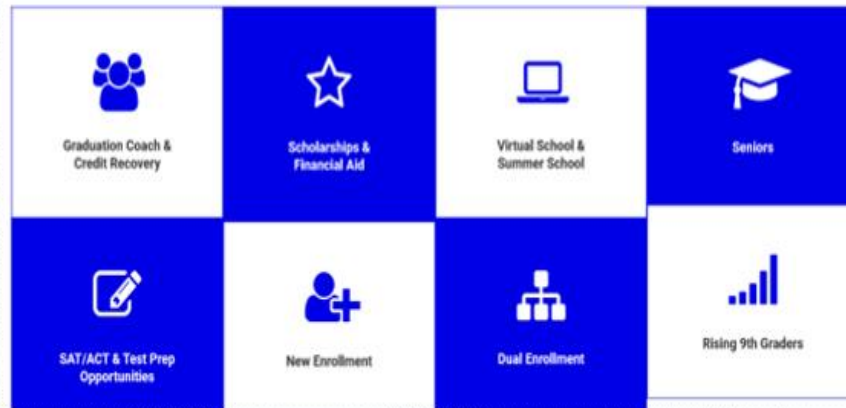 Graduation Coach &
Credit Recovery
Scholarships &
Financial Aid
Virtual School &
Summer School
Seniors
SAT/ACT & Test Prep
Opportunities
New Enrollment
Dual Enrollment
Rising 9th Graders